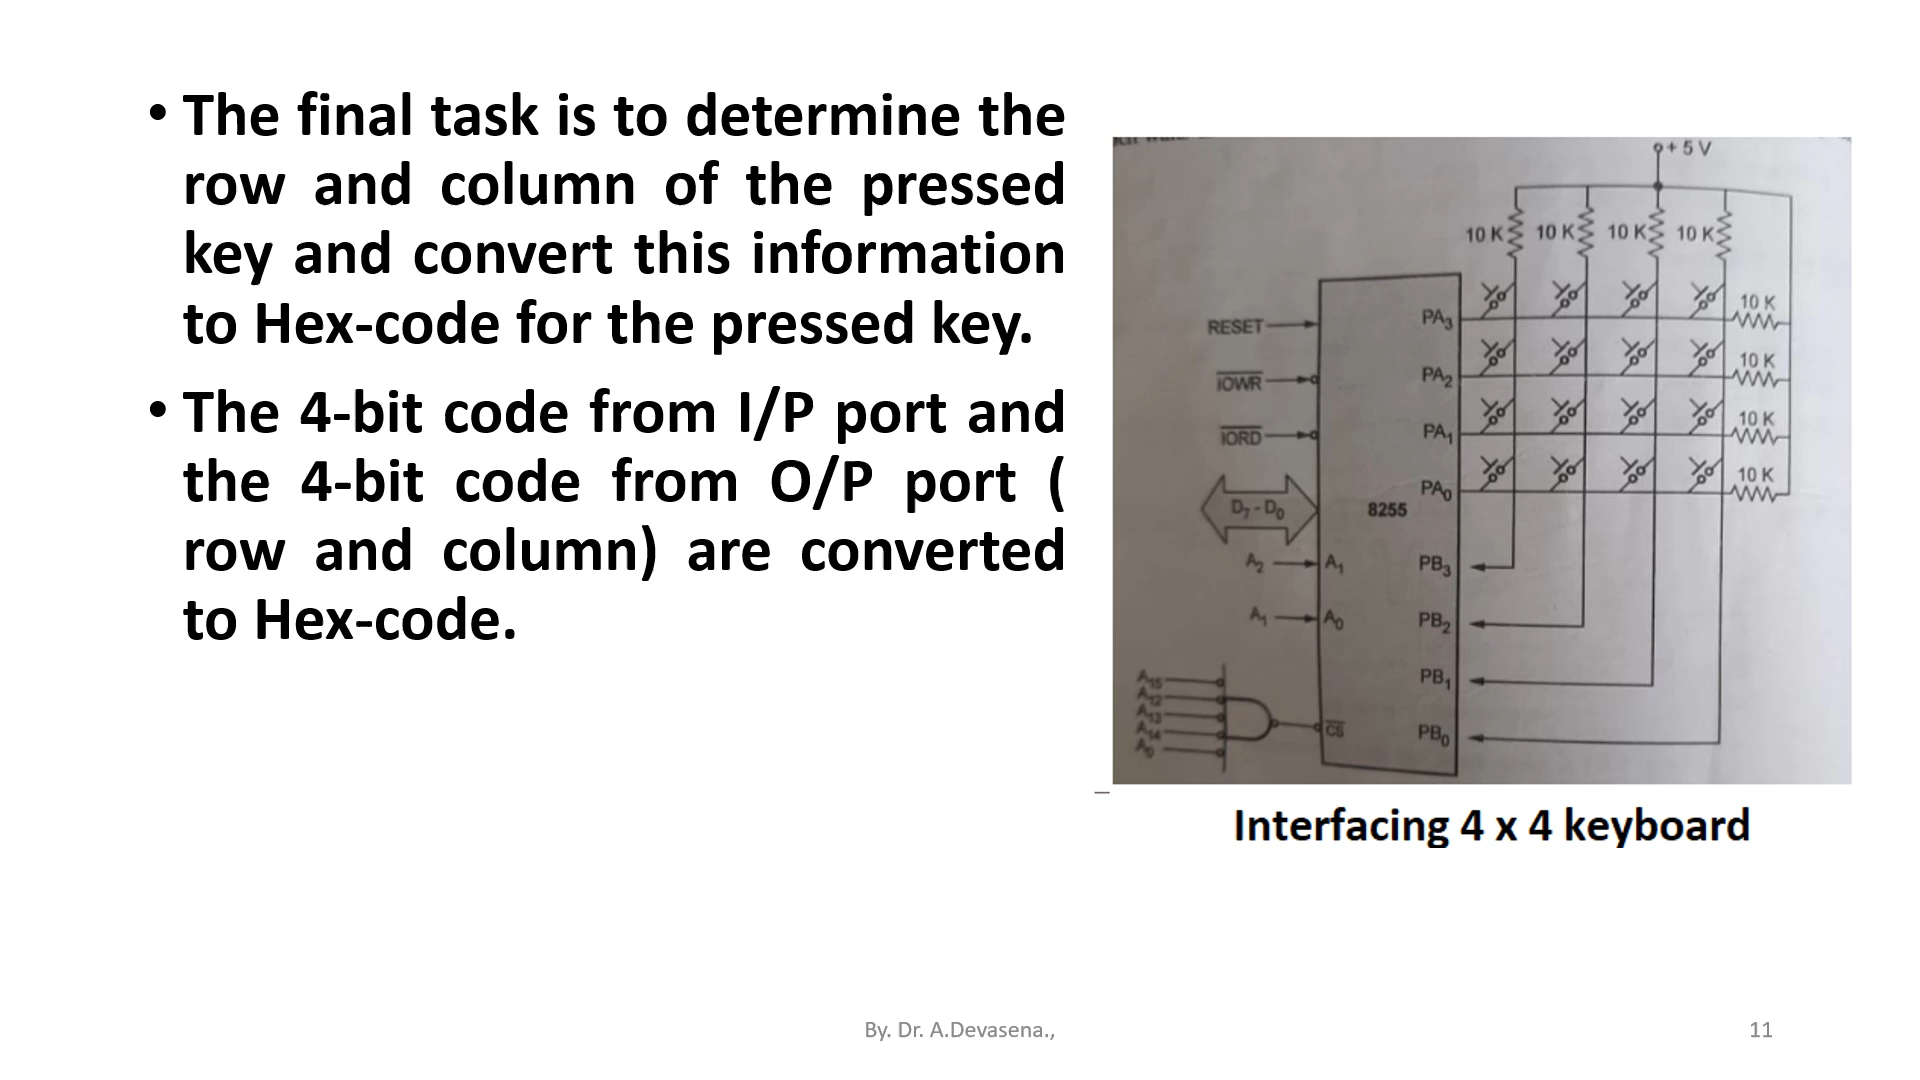 • The final task is to determine the
row and column of the pressed
key and convert this information
to Hex-code for the pressed key.
• The 4-bit code from I/P port and
the 4-bit code from O/P port (
row and column) are converted
to Hex-code.
+ 5 V
10 K 10 K 10 K 10 K
10 K
RESET
PA3
10 K
IOWR
PA2
10 K
IORD
PA1
10 K
PA0
D7 - D0
8255
A2 A1
PB3
A1 A0
PB2
A15
PB1
A12
A13
A14
CS
PB0
A0
Interfacing 4 x 4 keyboard
By. Dr. A.Devasena.,
11